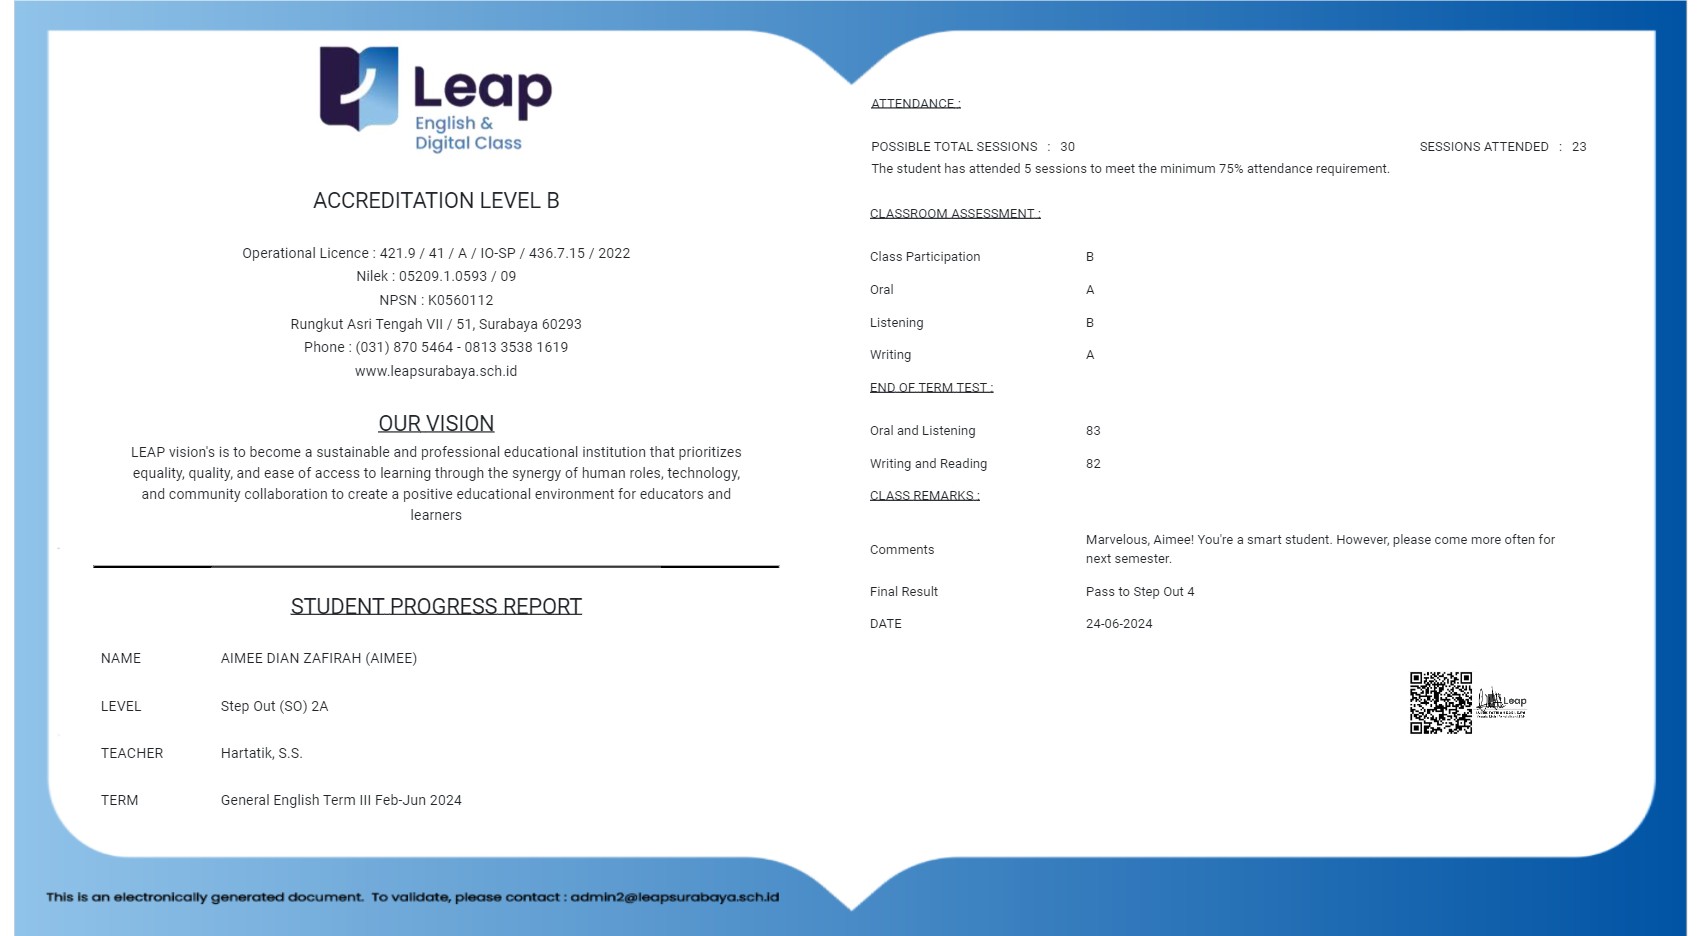 Leap
English &
Digital Class
ACCREDITATION LEVEL B
Operational Licence : 421.9 / 41 / A / IO-SP / 436.7.15 / 2022
Nilek : 05209.1.0593 / 09
NPSN : K0560112
Rungkut Asri Tengah VII / 51, Surabaya 60293
Phone : (031) 870 5464 - 0813 3538 1619
www.leapsurabaya.sch.id
OUR VISION
LEAP vision's is to become a sustainable and professional educational institution that prioritizes
equality, quality, and ease of access to learning through the synergy of human roles, technology,
and community collaboration to create a positive educational environment for educators and
learners
STUDENT PROGRESS REPORT
NAME AIMEE DIAN ZAFIRAH (AIMEE)
LEVEL Step Out (SO) 2A
TEACHER Hartatik, S.S.
TERM General English Term III Feb-Jun 2024
This is an electronically generated document. To validate, please contact : admin2@leapsurabaya.sch.id
ATTENDANCE :
POSSIBLE TOTAL SESSIONS : 30 SESSIONS ATTENDED : 23
The student has attended 5 sessions to meet the minimum 75% attendance requirement.
CLASSROOM ASSESSMENT :
Class Participation B
Oral A
Listening B
Writing A
END OF TERM TEST :
Oral and Listening 83
Writing and Reading 82
CLASS REMARKS :
Comments Marvelous, Aimee! You're a smart student. However, please come more often for
next semester.
Final Result Pass to Step Out 4
DATE 24-06-2024
Leap